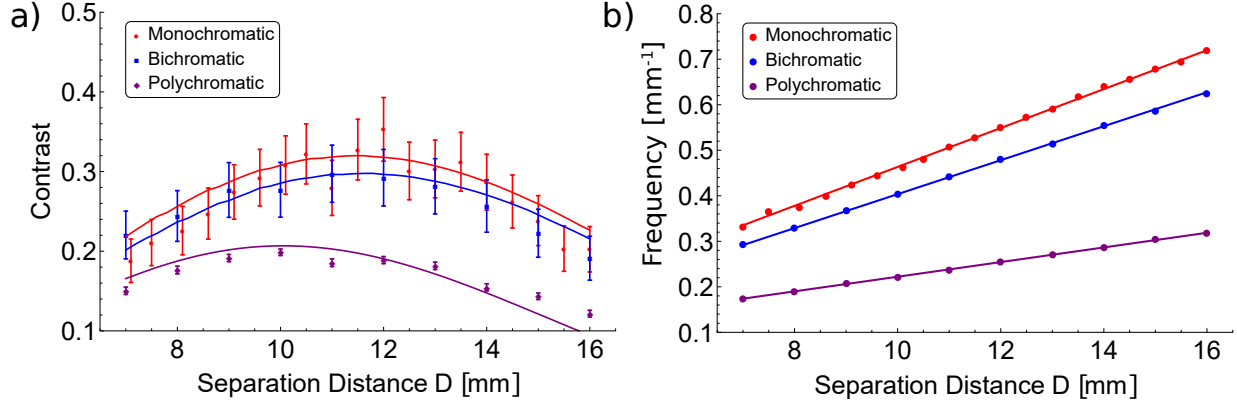 a)
0.5
0.4
0.3
0.2
0.1
Contrast
Monochromatic
Bichromatic
Polychromatic
8 10 12 14 16
Separation Distance D [mm]
b)
0.8
0.7
0.6
0.5
0.4
0.3
0.2
0.1
Frequency [mm⁻¹]
Monochromatic
Bichromatic
Polychromatic
8 10 12 14 16
Separation Distance D [mm]